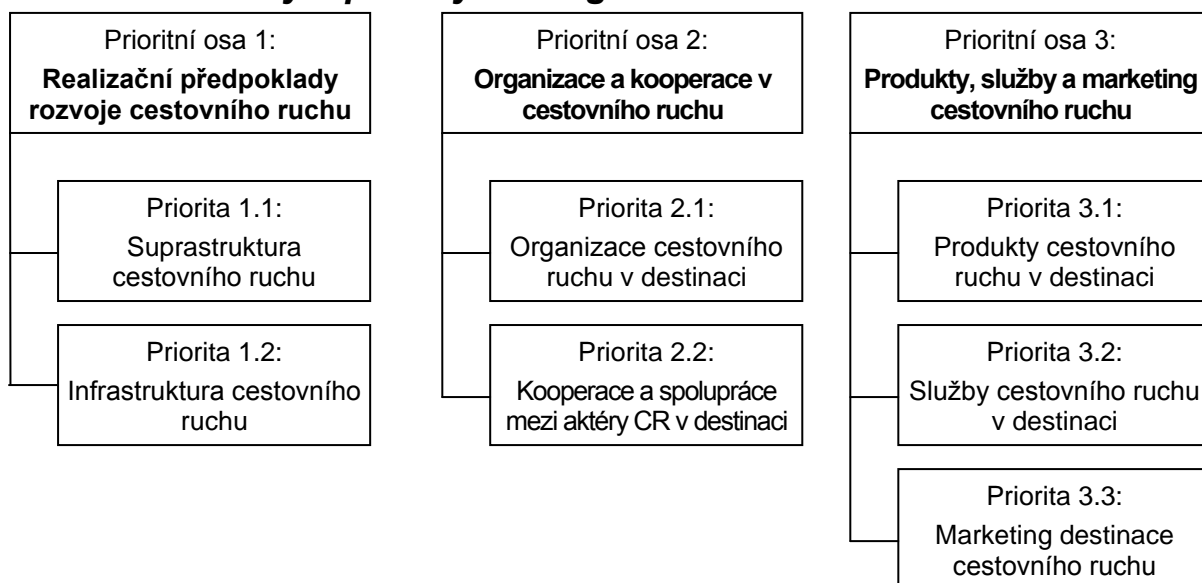 Prioritní osa 1:
Realizační předpoklady
rozvoje cestovního ruchu
Priorita 1.1:
Suprastruktura
cestovního ruchu
Priorita 1.2:
Infrastruktura cestovního
ruchu
Prioritní osa 2:
Organizace a kooperace v
cestovního ruchu
Priorita 2.1:
Organizace cestovního
ruchu v destinaci
Priorita 2.2:
Kooperace a spolupráce
mezi aktéry CR v destinaci
Prioritní osa 3:
Produkty, služby a marketing
cestovního ruchu
Priorita 3.1:
Produkty cestovního
ruchu v destinaci
Priorita 3.2:
Služby cestovního ruchu
v destinaci
Priorita 3.3:
Marketing destinace
cestovního ruchu